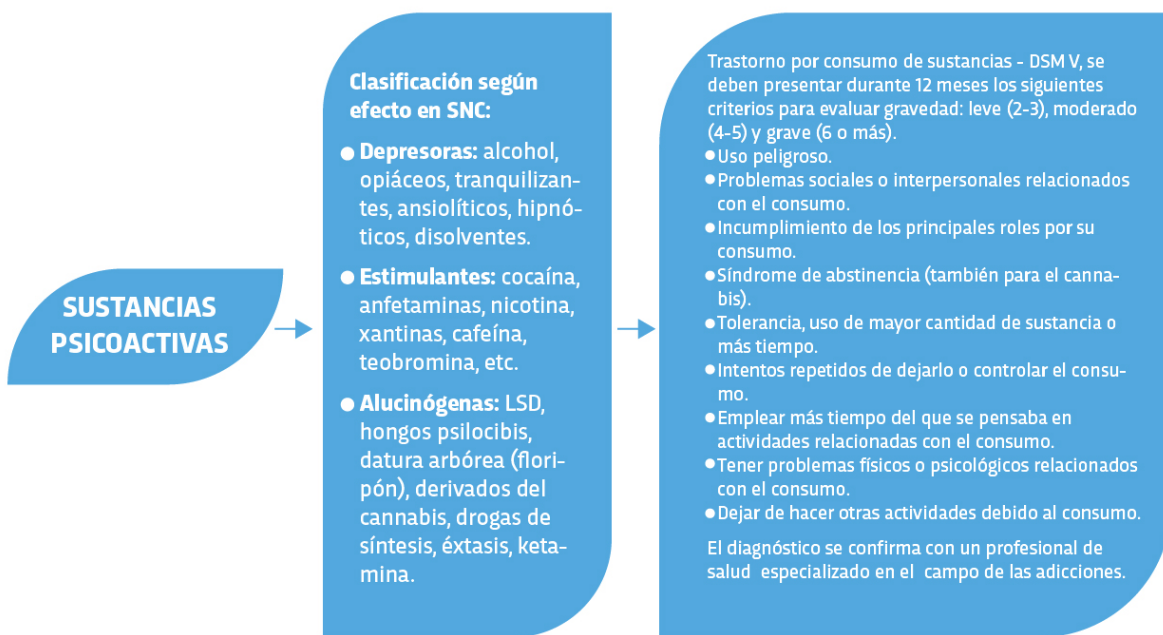 SUSTANCIAS
PSICOACTIVAS
Clasificación según
efecto en SNC:
● Depresoras: alcohol,
opiáceos, tranquilizan-
tes, ansiolíticos, hipnó-
ticos, disolventes.
● Estimulantes: cocaína,
anfetaminas, nicotina,
xantinas, cafeína,
teobromina, etc.
● Alucinógenas: LSD,
hongos psilocibis,
datura arbórea (flori-
pón), derivados del
cannabis, drogas de
síntesis, éxtasis, keta-
mina.
Trastorno por consumo de sustancias - DSM V, se
deben presentar durante 12 meses los siguientes
criterios para evaluar gravedad: leve (2-3), moderado
(4-5) y grave (6 o más).
● Uso peligroso.
● Problemas sociales o interpersonales relacionados
con el consumo.
● Incumplimiento de los principales roles por su
consumo.
● Síndrome de abstinencia (también para el canna-
bis).
● Tolerancia, uso de mayor cantidad de sustancia o
más tiempo.
● Intentos repetidos de dejarlo o controlar el consu-
mo.
● Emplear más tiempo del que se pensaba en
actividades relacionadas con el consumo.
● Tener problemas físicos o psicológicos relacionados
con el consumo.
● Dejar de hacer otras actividades debido al consumo.
El diagnóstico se confirma con un profesional de
salud especializado en el campo de las adicciones.